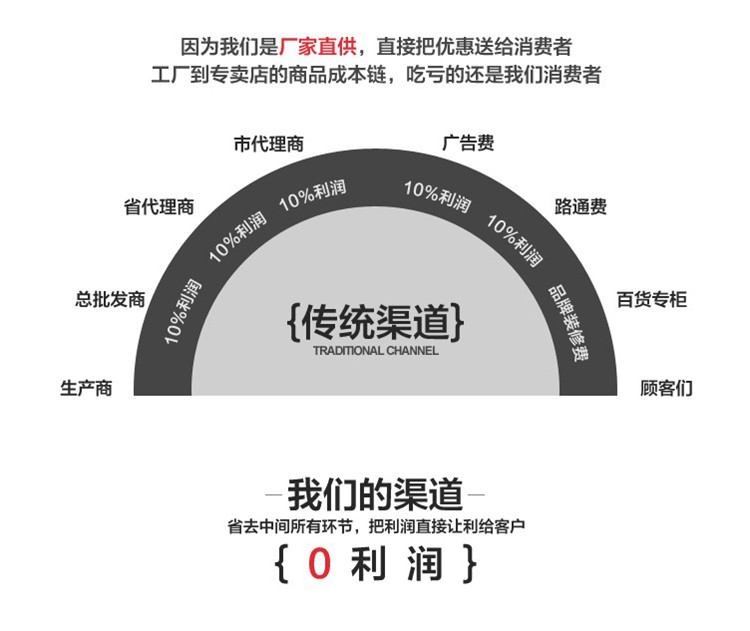 因为我们是厂家直供，直接把优惠送给消费者
工厂到专卖店的商品成本链，吃亏的还是我们消费者
市代理商
广告费
省代理商
路通费
总批发商
百货专柜
生产商
顾客们
10%利润
10%利润
10%利润
10%利润
10%利润
品牌装修费
{传统渠道}
TRADITIONAL CHANNEL
我们的渠道
省去中间所有环节，把利润直接让利给客户
{ 0 利 润 }